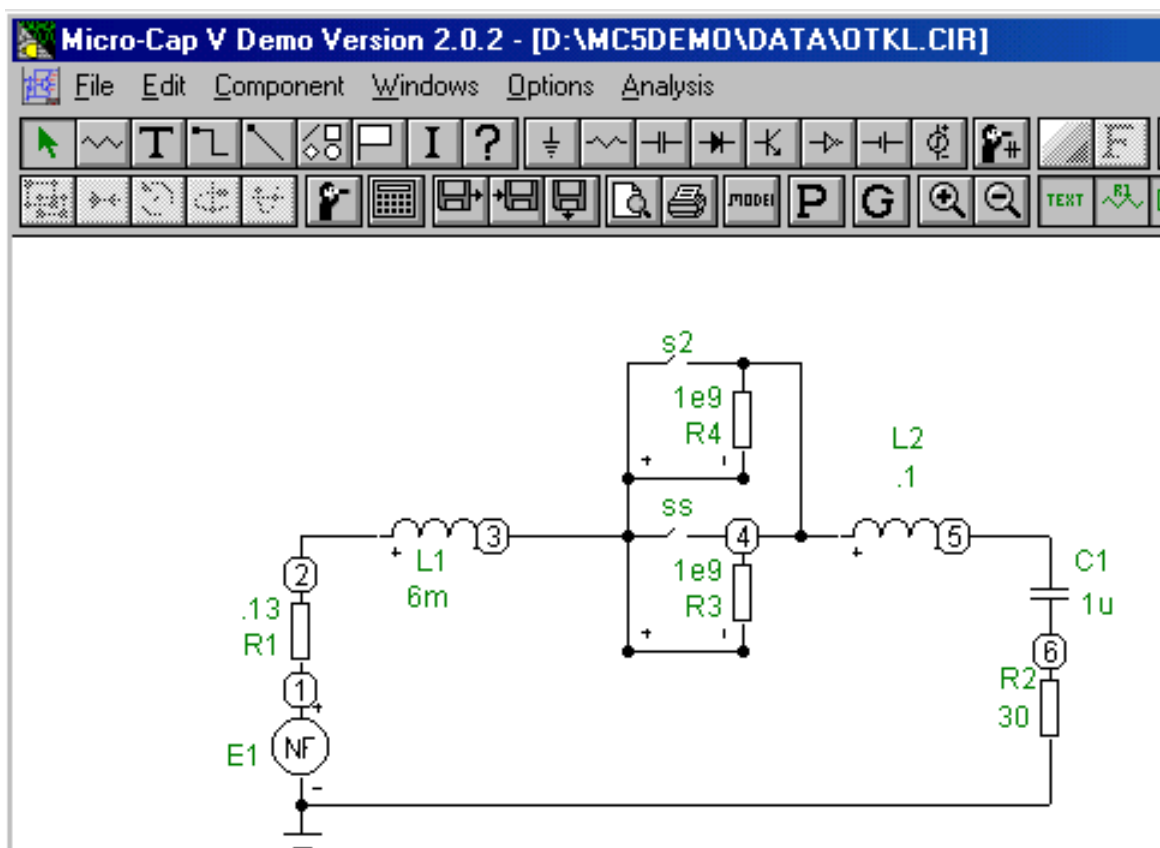 Micro-Cap V Demo Version 2.0.2 - [D:\MC5DEMO\DATA\OTKL.CIR]
File Edit Component Windows Options Analysis
T I ? F
MODEL P G TEXT R1
s2
1e9
R4
+ -
L2
.1
ss
3
4
5
+
L1
6m
+
1e9
R3
+ -
C1
1u
2
.13
R1
6
R2
30
1
+
E1
NF
-